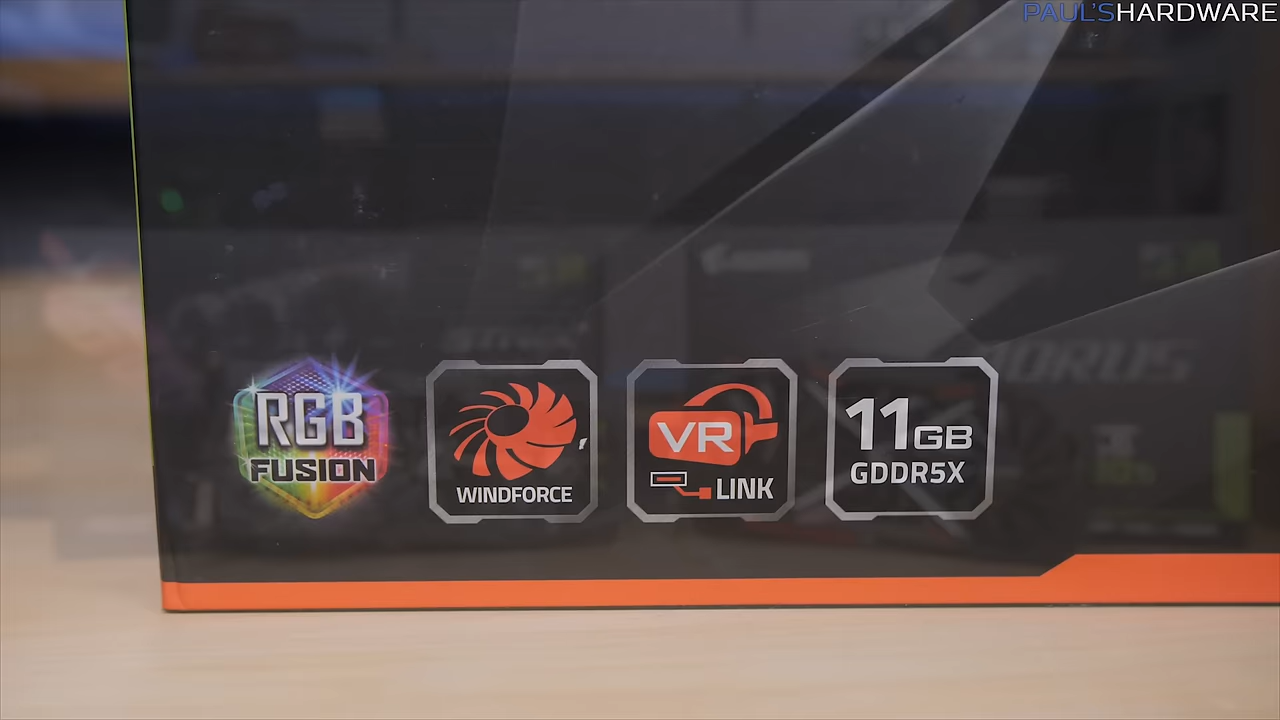 PAUL'SHARDWARE
RGB
FUSION
WINDFORCE
VR
LINK
11GB
GDDR5X